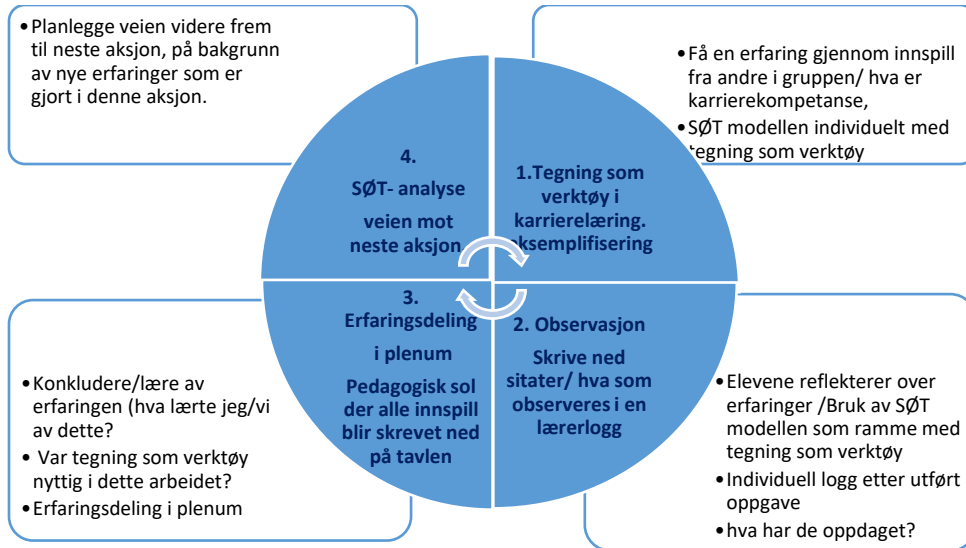 • Planlegge veien videre frem
til neste aksjon, på bakgrunn
av nye erfaringer som er
gjort i denne aksjon.
• Få en erfaring gjennom innspill
fra andre i gruppen/ hva er
karrierekompetanse,
• SØT modellen individuelt med
tegning som verktøy
4.
SØT- analyse
veien mot
neste aksjon
1.Tegning som
verktøy i
karrierelæring.
eksemplifisering
3.
Erfaringsdeling
i plenum
Pedagogisk sol
der alle innspill
blir skrevet ned
på tavlen
2. Observasjon
Skrive ned
sitater/ hva som
observeres i en
lærerlogg
• Konkludere/lære av
erfaringen (hva lærte jeg/vi
av dette?
• Var tegning som verktøy
nyttig i dette arbeidet?
• Erfaringsdeling i plenum
• Elevene reflekterer over
erfaringer /Bruk av SØT
modellen som ramme med
tegning som verktøy
• Individuell logg etter utført
oppgave
• hva har de oppdaget?